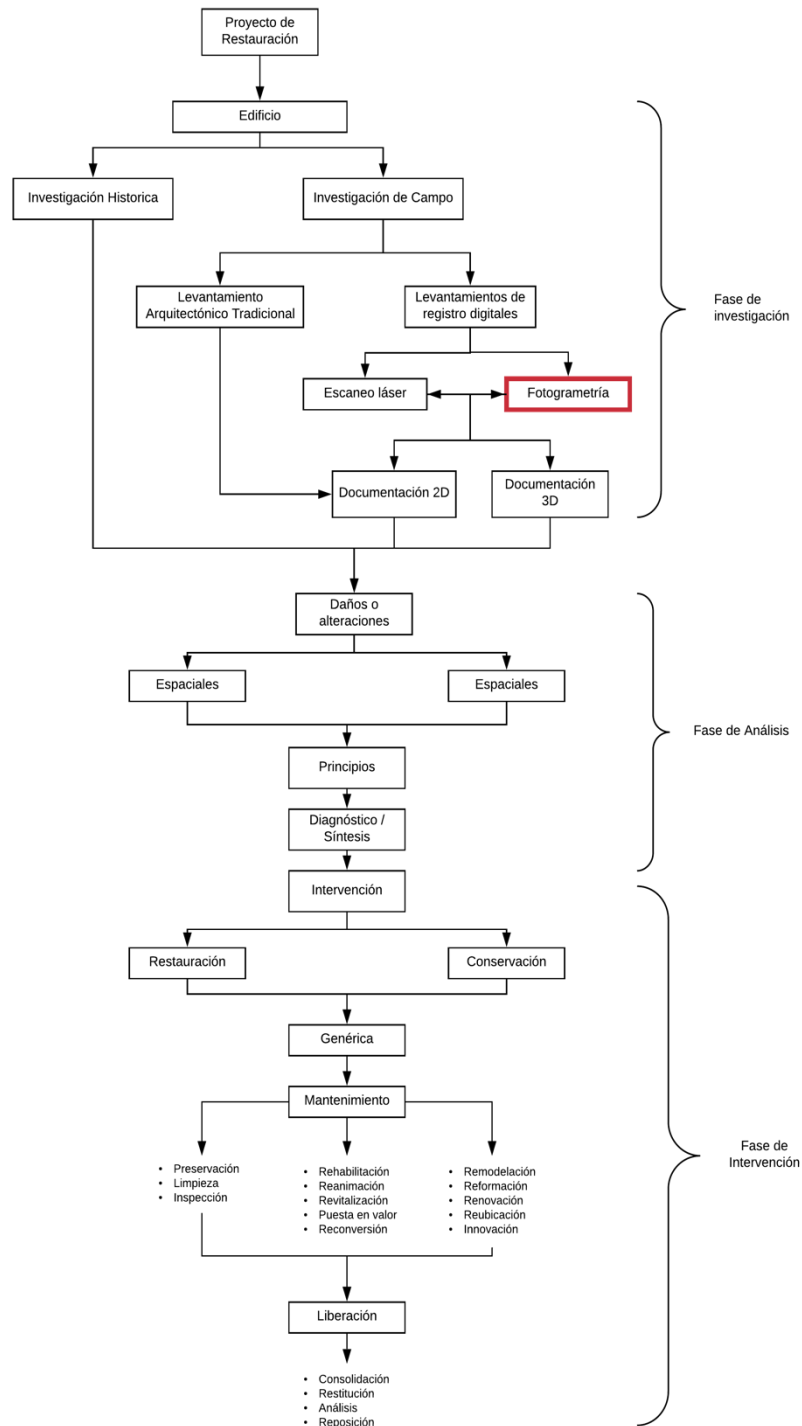 Proyecto de
Restauración
Edificio
Investigación Historica
Investigación de Campo
Levantamiento
Arquitectónico Tradicional
Levantamientos de
registro digitales
Escaneo láser
Fotogrametría
Documentación 2D
Documentación
3D
Fase de
investigación
Daños o
alteraciones
Espaciales
Espaciales
Principios
Diagnóstico /
Síntesis
Fase de Análisis
Intervención
Restauración
Conservación
Genérica
Mantenimiento
• Preservación
• Limpieza
• Inspección
• Rehabilitación
• Reanimación
• Revitalización
• Puesta en valor
• Reconversión
• Remodelación
• Reformación
• Renovación
• Reubicación
• Innovación
Fase de
Intervención
Liberación
• Consolidación
• Restitución
• Análisis
• Reposición